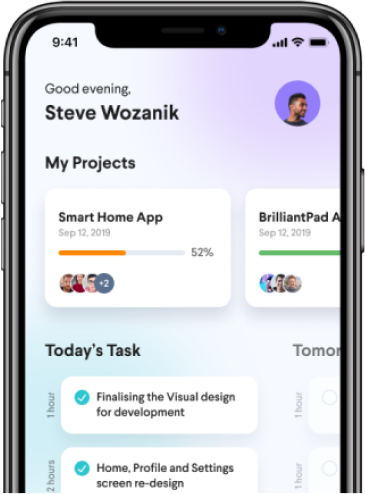 9:41
Good evening,
Steve Wozanik
My Projects
Smart Home App
Sep 12, 2019
52%
+2
BrilliantPad A
Sep 12, 2019
Today's Task
Tomor
1 hour
Finalising the Visual design
for development
1 hour
2 hours
Home, Profile and Settings
screen re-design
1 hour